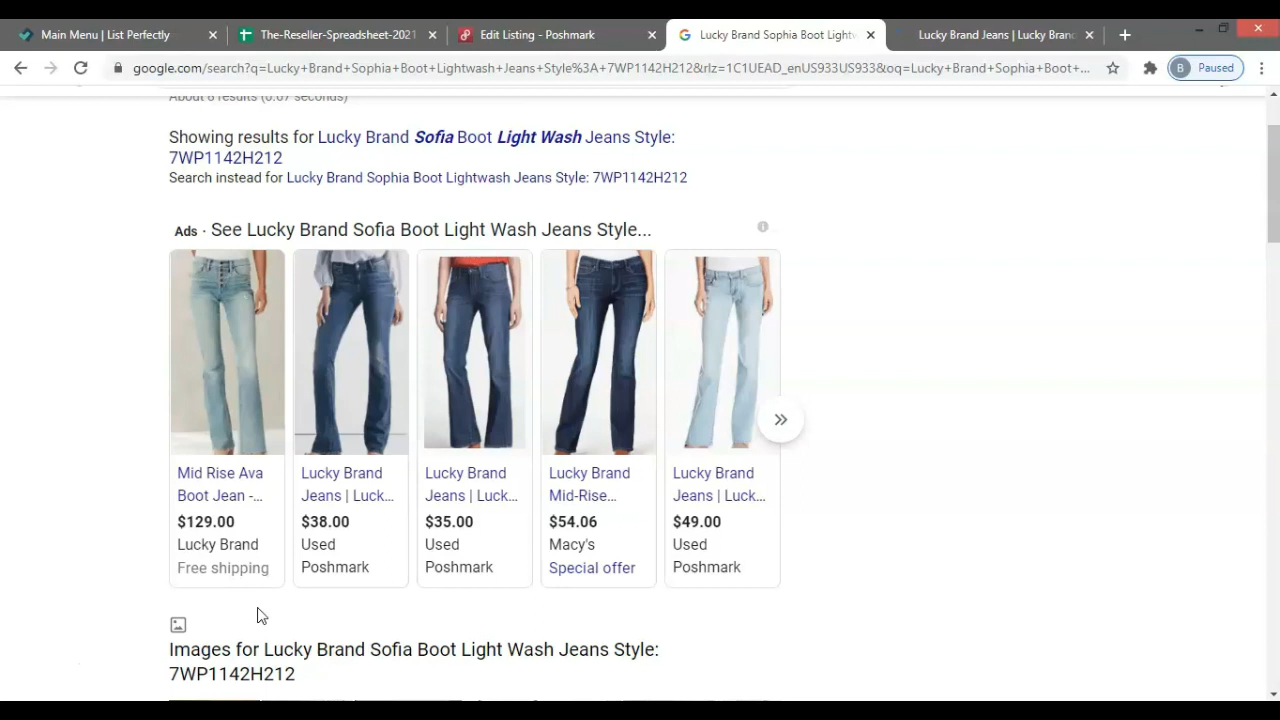 Main Menu | List Perfectly
The-Reseller-Spreadsheet-2021
Edit Listing - Poshmark
Lucky Brand Sophia Boot Lightw
Lucky Brand Jeans | Lucky Bran
google.com/search?q=Lucky+Brand+Sophia+Boot+Lightwash+Jeans+Style%3A+7WP1142H212&rlz=1C1UEAD_enUS933US933&oq=Lucky+Brand+Sophia+Boot+...
B Paused
Showing results for Lucky Brand Sofia Boot Light Wash Jeans Style:
7WP1142H212
Search instead for Lucky Brand Sophia Boot Lightwash Jeans Style: 7WP1142H212
Ads · See Lucky Brand Sofia Boot Light Wash Jeans Style...
Mid Rise Ava
Boot Jean -...
$129.00
Lucky Brand
Free shipping
Lucky Brand
Jeans | Luck...
$38.00
Used
Poshmark
Lucky Brand
Jeans | Luck...
$35.00
Used
Poshmark
Lucky Brand
Mid-Rise...
$54.06
Macy's
Special offer
Lucky Brand
Jeans | Luck...
$49.00
Used
Poshmark
Images for Lucky Brand Sofia Boot Light Wash Jeans Style:
7WP1142H212